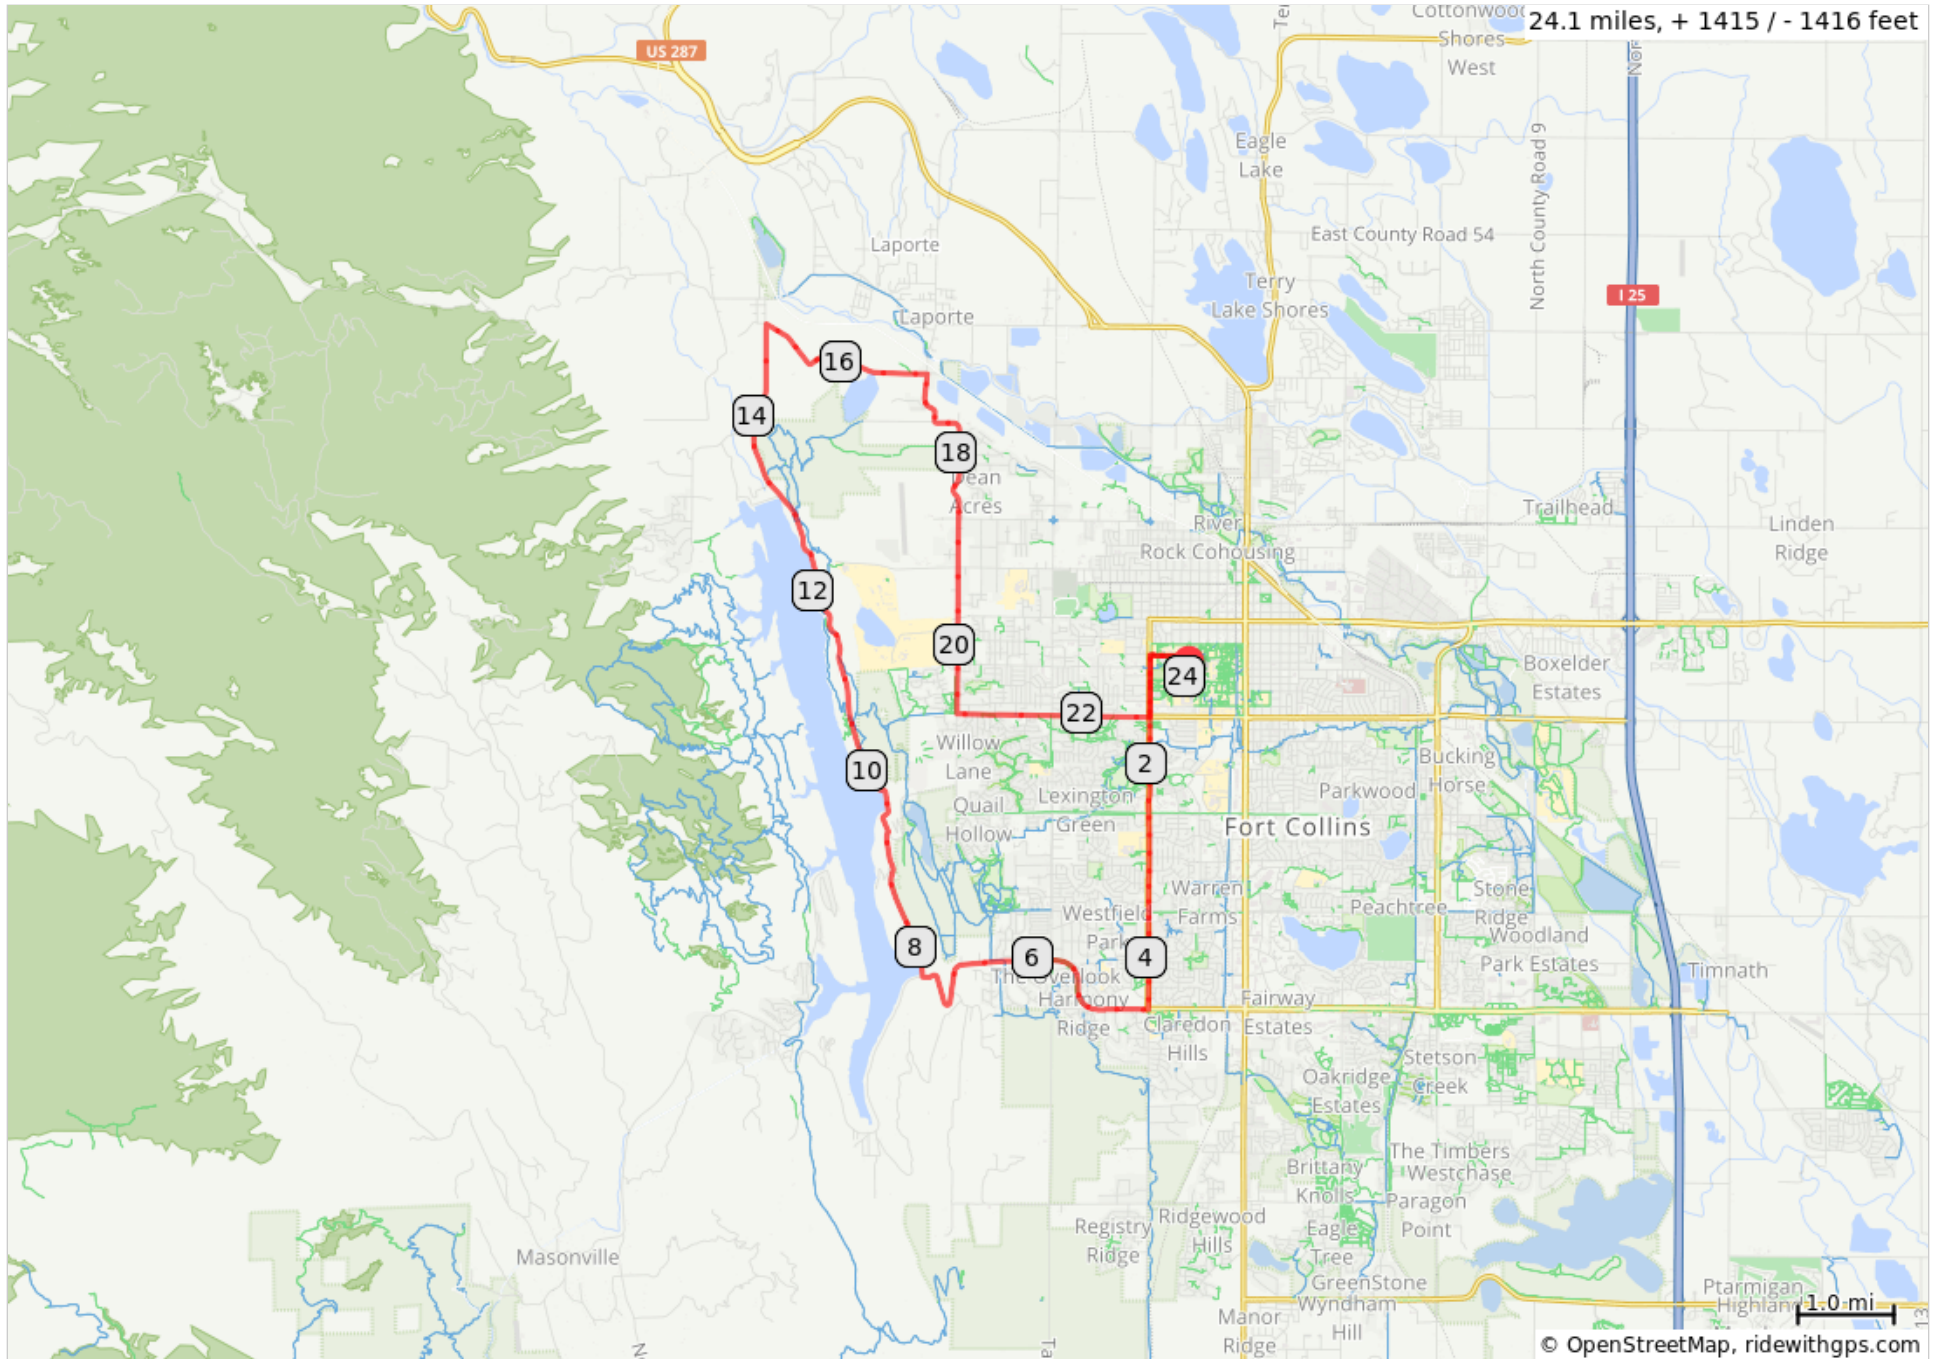 Cottonwood
Shores
West
24.1 miles, + 1415 / - 1416 feet
US 287
Eagle
Lake
North County Road 9
Laporte
East County Road 54
Terry
Lake Shores
I 25
Laporte
16
14
18
Dean
Acres
River
Rock Cohousing
Trailhead
Linden
Ridge
12
20
24
Boxelder
Estates
22
2
Willow
Lane
10
Bucking
Horse
Parkwood
Lexington
Green
Quail
Hollow
Fort Collins
Warren
Farms
Peachtree
Stone
Ridge
Westfield
Park
Woodland
Park Estates
8
6
4
The Overlook
Timnath
Harmony
Ridge
Fairway
Estates
Claredon
Hills
Stetson
Creek
Oakridge
Estates
The Timbers
Westchase
Brittany
Knolls
Paragon
Point
Registry
Ridge
Ridgewood
Hills
Eagle
Tree
Masonville
GreenStone
Wyndham
Hill
Ptarmigan
Highland
1.0 mi
Manor
Ridge
Ta
© OpenStreetMap, ridewithgps.com